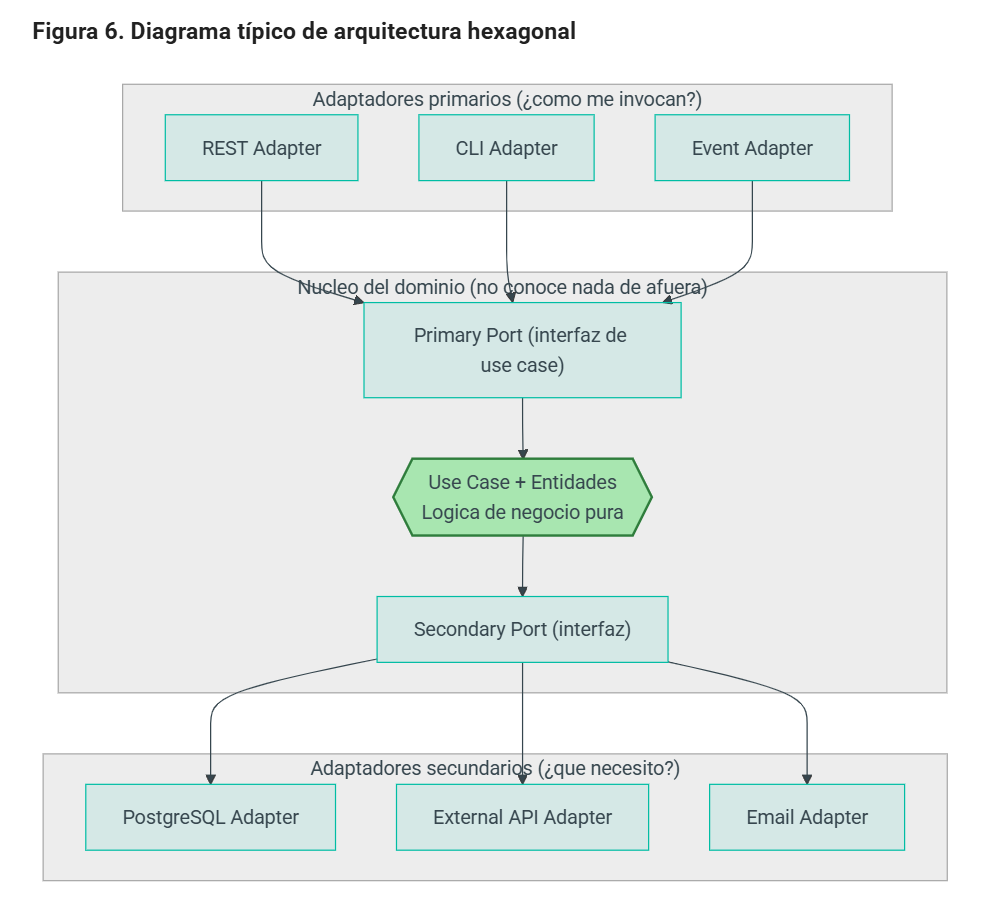 Figura 6. Diagrama típico de arquitectura hexagonal
Adaptadores primarios (¿como me invocan?)
REST Adapter
CLI Adapter
Event Adapter
Nucleo del dominio (no conoce nada de afuera)
Primary Port (interfaz de
use case)
Use Case + Entidades
Logica de negocio pura
Secondary Port (interfaz)
Adaptadores secundarios (¿que necesito?)
PostgreSQL Adapter
External API Adapter
Email Adapter